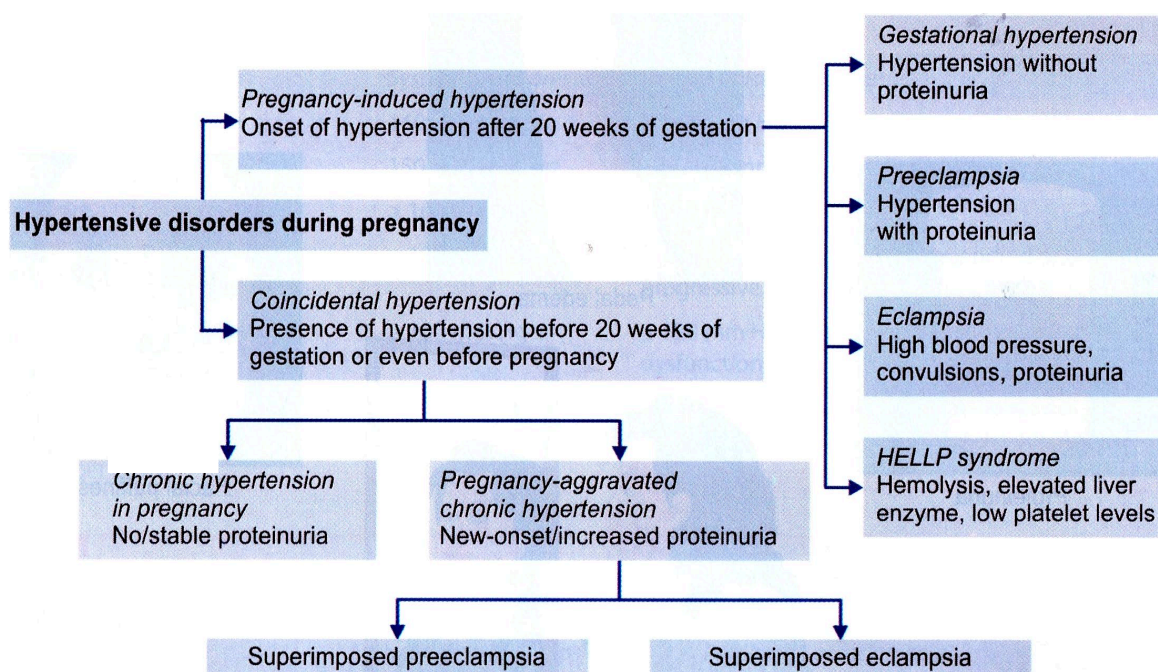 Gestational hypertension
Hypertension without
proteinuria
Pregnancy-induced hypertension
Onset of hypertension after 20 weeks of gestation
Preeclampsia
Hypertension
with proteinuria
Hypertensive disorders during pregnancy
Coincidental hypertension
Presence of hypertension before 20 weeks of
gestation or even before pregnancy
Eclampsia
High blood pressure,
convulsions, proteinuria
Chronic hypertension
in pregnancy
No/stable proteinuria
Pregnancy-aggravated
chronic hypertension
New-onset/increased proteinuria
HELLP syndrome
Hemolysis, elevated liver
enzyme, low platelet levels
Superimposed preeclampsia
Superimposed eclampsia